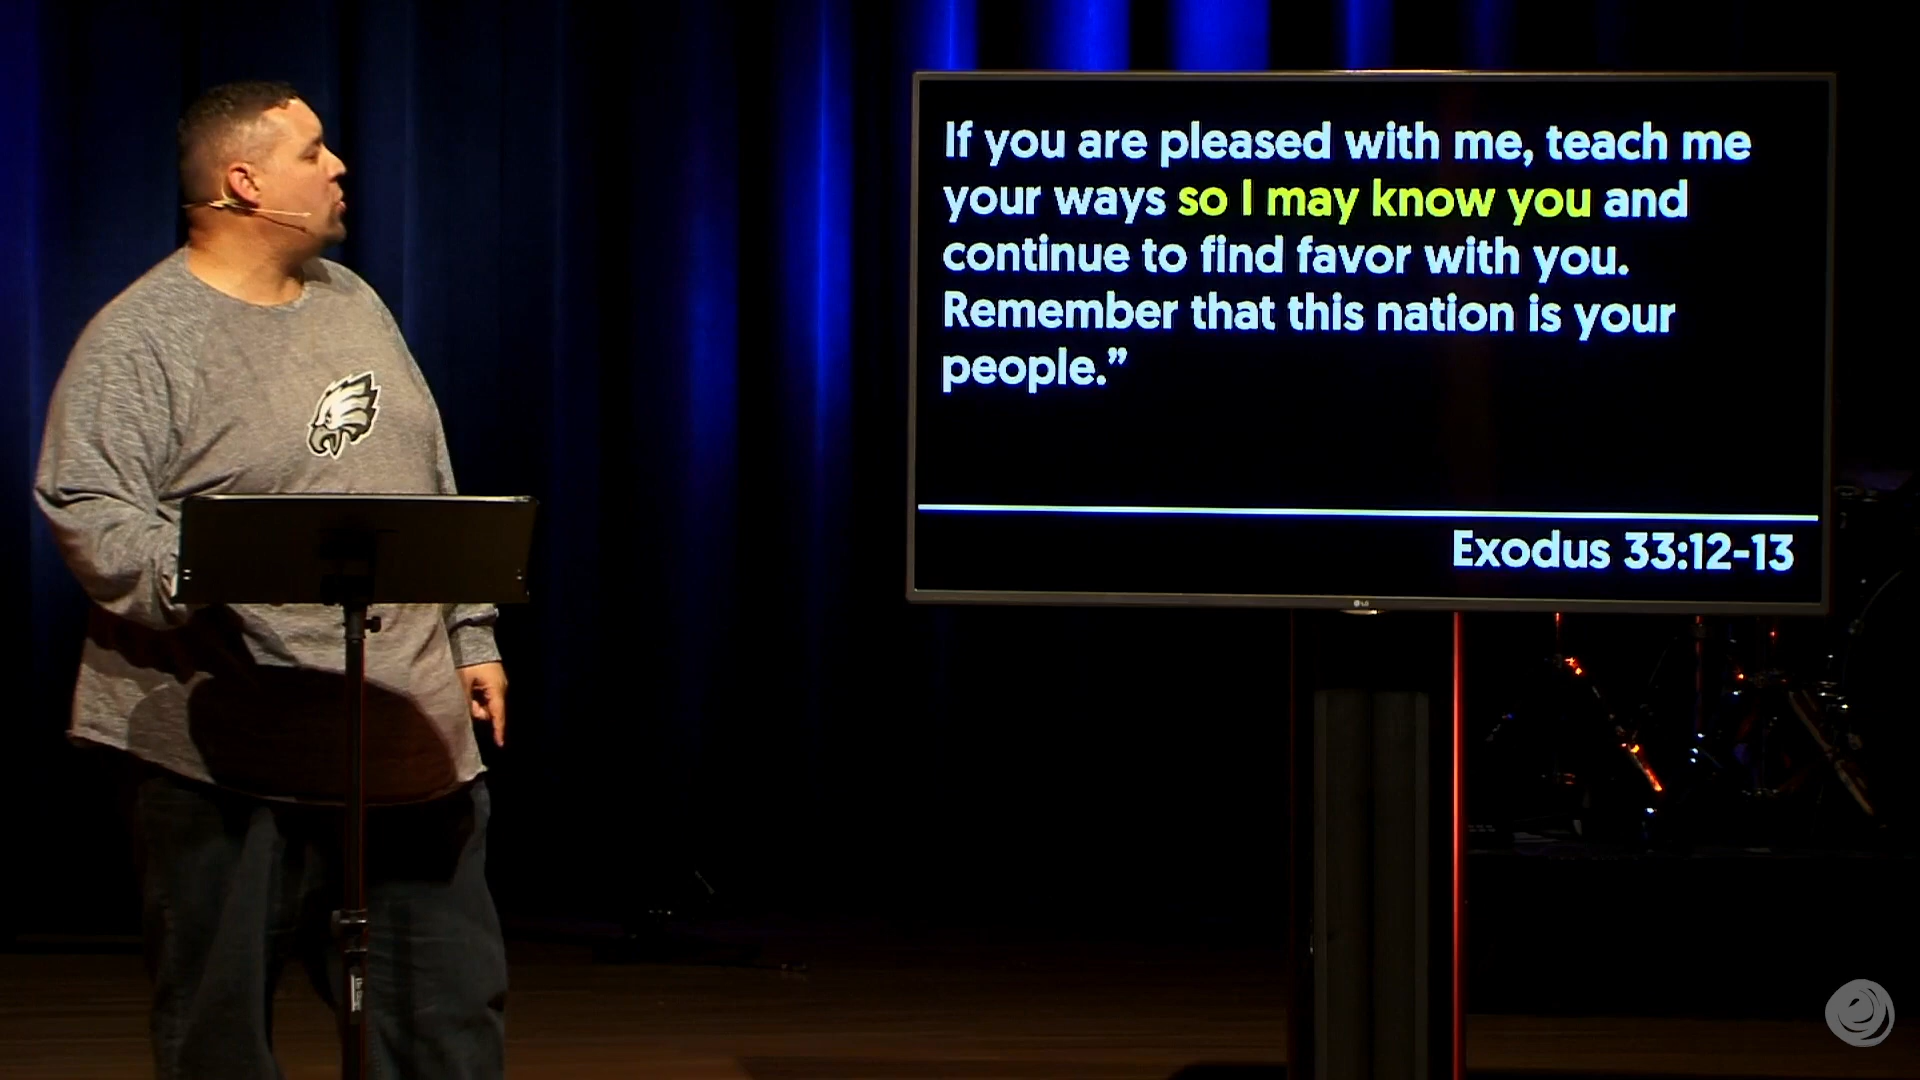 If you are pleased with me, teach me
your ways so I may know you and
continue to find favor with you.
Remember that this nation is your
people.”
Exodus 33:12-13
LG